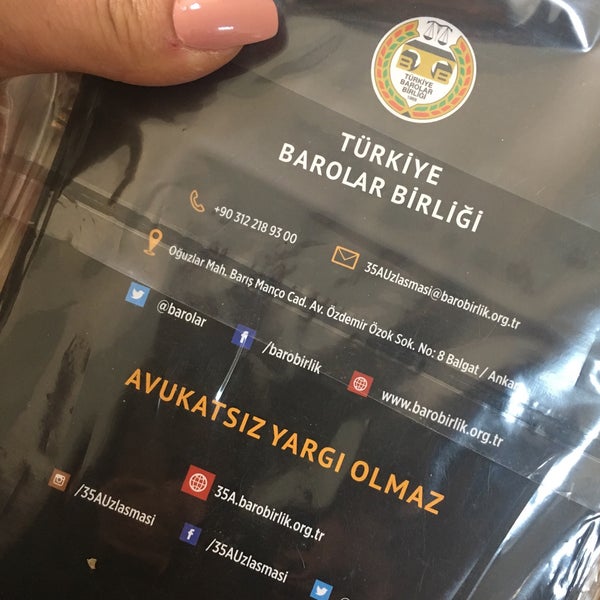 TÜRKİYE
BAROLAR
BİRLİĞİ
TÜRKİYE
BAROLAR BİRLİĞİ
+90 312 218 93 00
35AUzlasmasi@barobirlik.org.tr
Oğuzlar Mah. Barış Manço Cad. Av. Özdemir Özok Sok. No: 8 Balgat / Ankara
@barolar
/barobirlik
www.barobirlik.org.tr
AVUKATSIZ YARGI OLMAZ
35A.barobirlik.org.tr
/35AUzlasmasi
/35AUzlasmasi